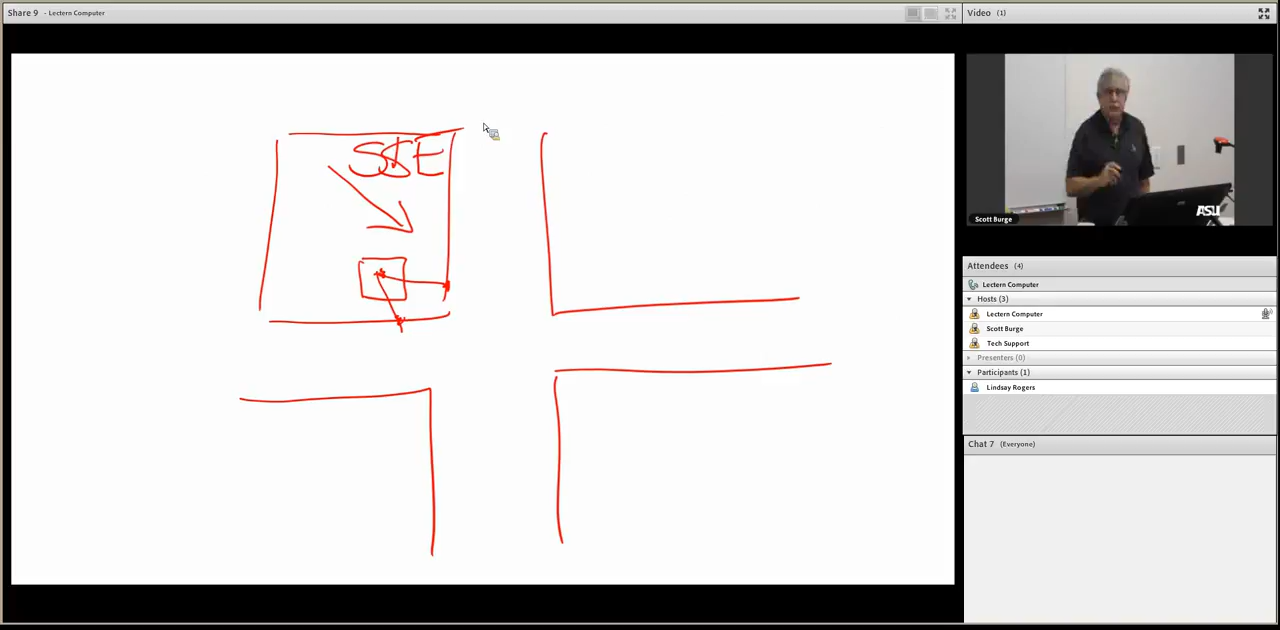 Share 9 - Lectern Computer
Video (1)
Scott Burge
ASU
Attendees (4)
Lectern Computer
Hosts (3)
Lectern Computer
Scott Burge
Tech Support
Presenters (0)
Participants (1)
Lindsay Rogers
Chat 7 (Everyone)